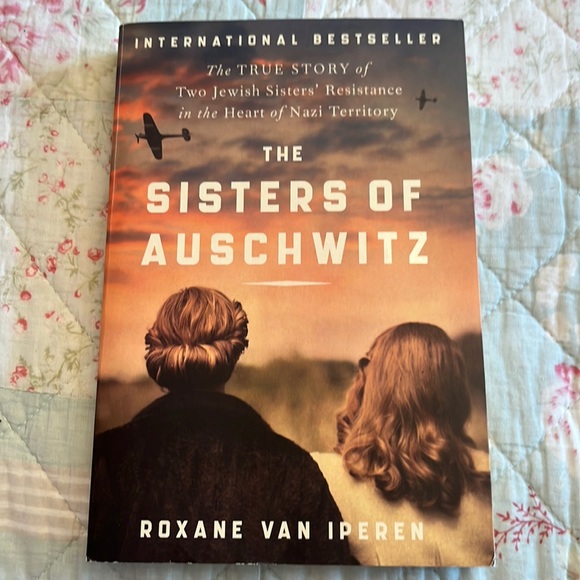 INTERNATIONAL BESTSELLER
The TRUE STORY of
Two Jewish Sisters' Resistance
in the Heart of Nazi Territory
THE
SISTERS OF
AUSCHWITZ
ROXANE VAN IPEREN